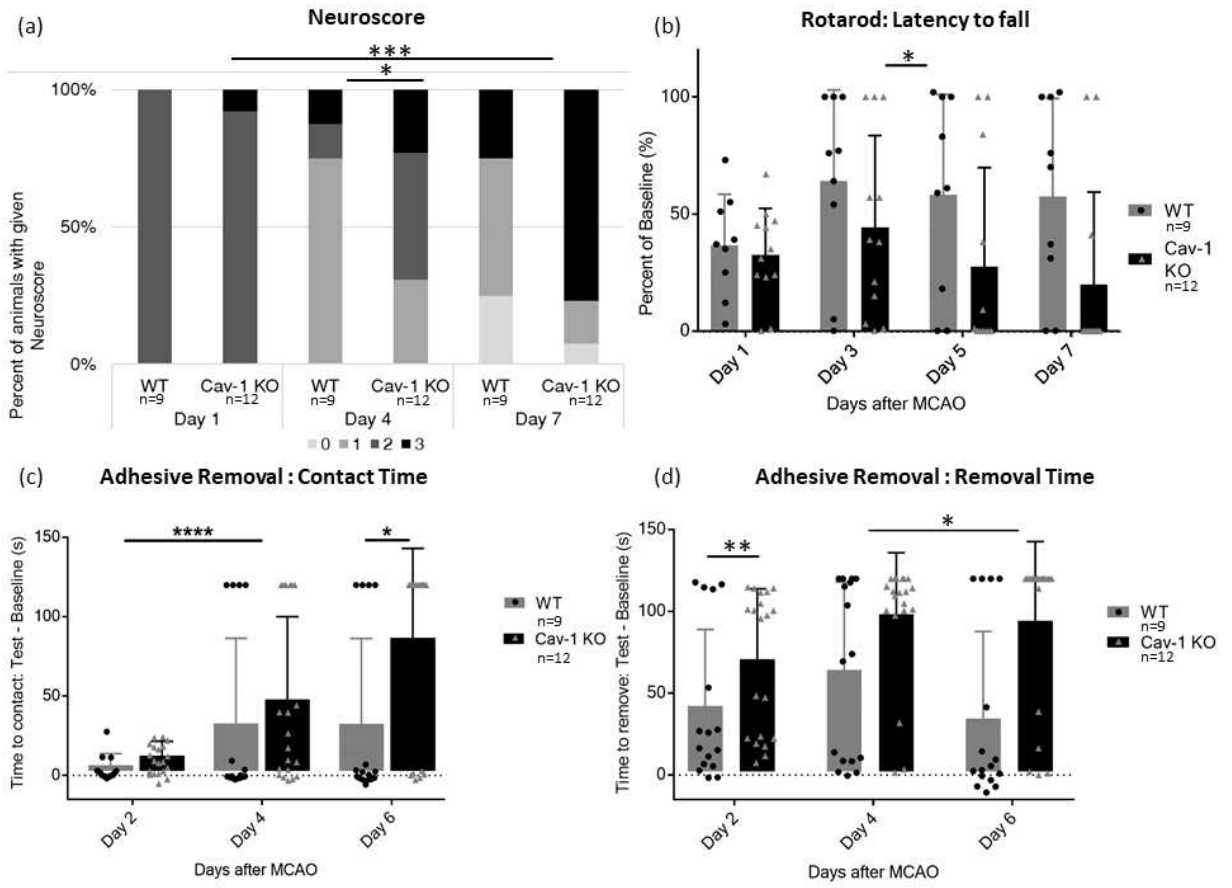 (a)
Neuroscore
***
*
100%
50%
0%
Percent of animals with given
Neuroscore
WT
n=9
Cav-1 KO
n=12
WT
n=9
Cav-1 KO
n=12
WT
n=9
Cav-1 KO
n=12
Day 1
Day 4
Day 7
0 1 2 3
(b)
Rotarod: Latency to fall
*
100
50
0
Percent of Baseline (%)
Day 1
Day 3
Day 5
Day 7
Days after MCAO
WT
n=9
Cav-1
KO
n=12
(c)
Adhesive Removal : Contact Time
****
*
150
100
50
0
Time to contact: Test - Baseline (s)
Day 2
Day 4
Day 6
Days after MCAO
WT
n=9
Cav-1 KO
n=12
(d)
Adhesive Removal : Removal Time
**
*
150
100
50
0
Time to remove: Test - Baseline (s)
Day 2
Day 4
Day 6
Days after MCAO
WT
n=9
Cav-1 KO
n=12